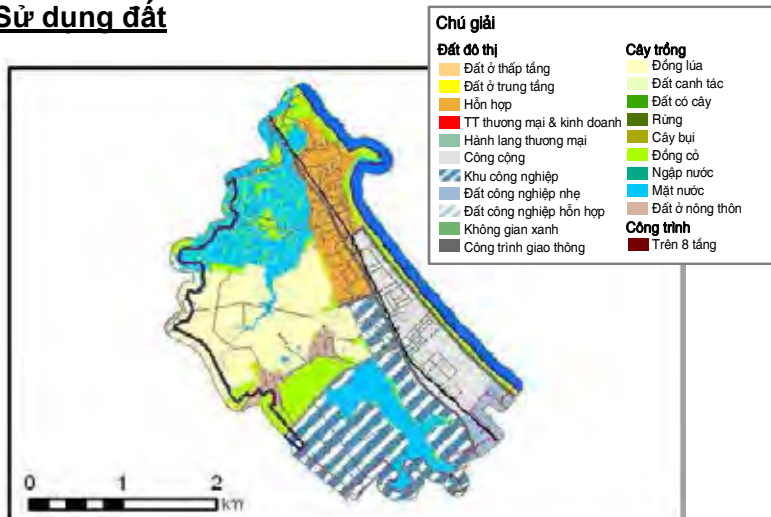 Sử dụng đất
Chú giải
Đất đô thị
Đất ở thấp tầng
Đất ở trung tầng
Hỗn hợp
TT thương mại & kinh doanh
Hành lang thương mại
Công cộng
Khu công nghiệp
Đất công nghiệp nhẹ
Đất công nghiệp hỗn hợp
Không gian xanh
Công trình giao thông
Cây trồng
Đồng lúa
Đất canh tác
Đất có cây
Rừng
Cây bụi
Đồng cỏ
Ngập nước
Mặt nước
Đất ở nông thôn
Công trình
Trên 8 tầng
0 1 2
km